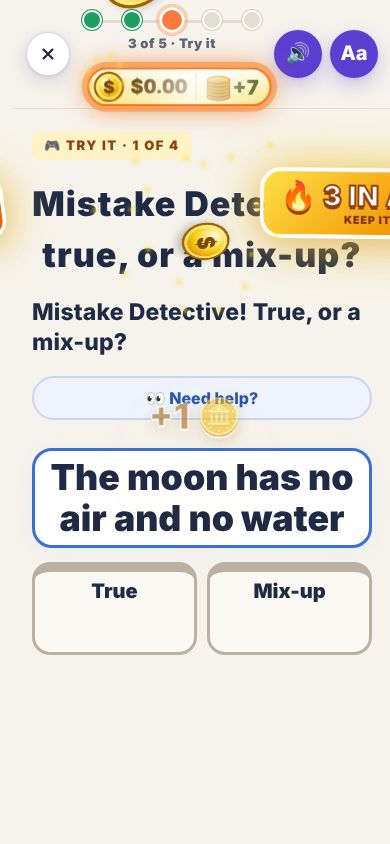 3 of 5 · Try it
Aa
$ $0.00 +7
🎮 TRY IT · 1 OF 4
🔥 3 IN
KEEP IT
Mistake
true, or a mix-up?
$
Mistake Detective! True, or a
mix-up?
👀 Need help?
+1
The moon has no
air and no water
True
Mix-up